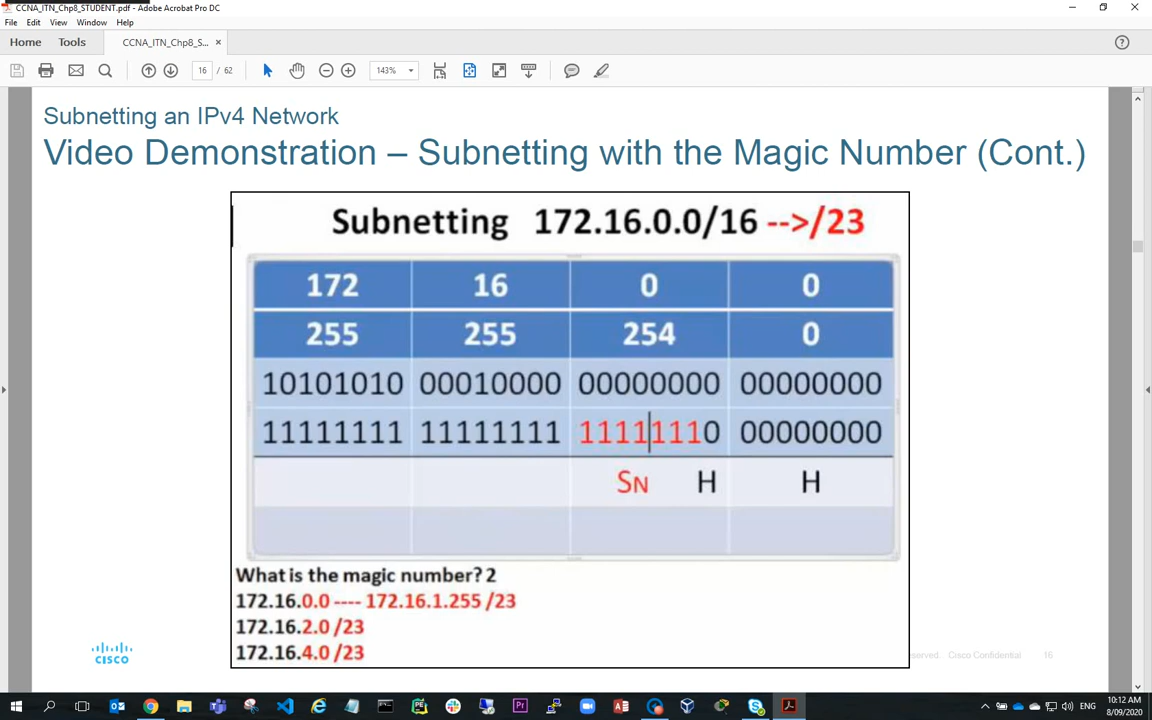 CCNA_ITN_Chp8_STUDENT.pdf - Adobe Acrobat Pro DC
File Edit View Window Help
Home Tools CCNA_ITN_Chp8_S... ×
16 / 62 143%
Subnetting an IPv4 Network
Video Demonstration – Subnetting with the Magic Number (Cont.)
Subnetting 172.16.0.0/16 -->/23
172 16 0 0
255 255 254 0
10101010 00010000 00000000 00000000
11111111 11111111 11111110 00000000
SN H H
What is the magic number? 2
172.16.0.0 ---- 172.16.1.255 /23
172.16.2.0 /23
172.16.4.0 /23
CISCO
served. Cisco Confidential 16
ENG
10:12 AM
8/09/2020